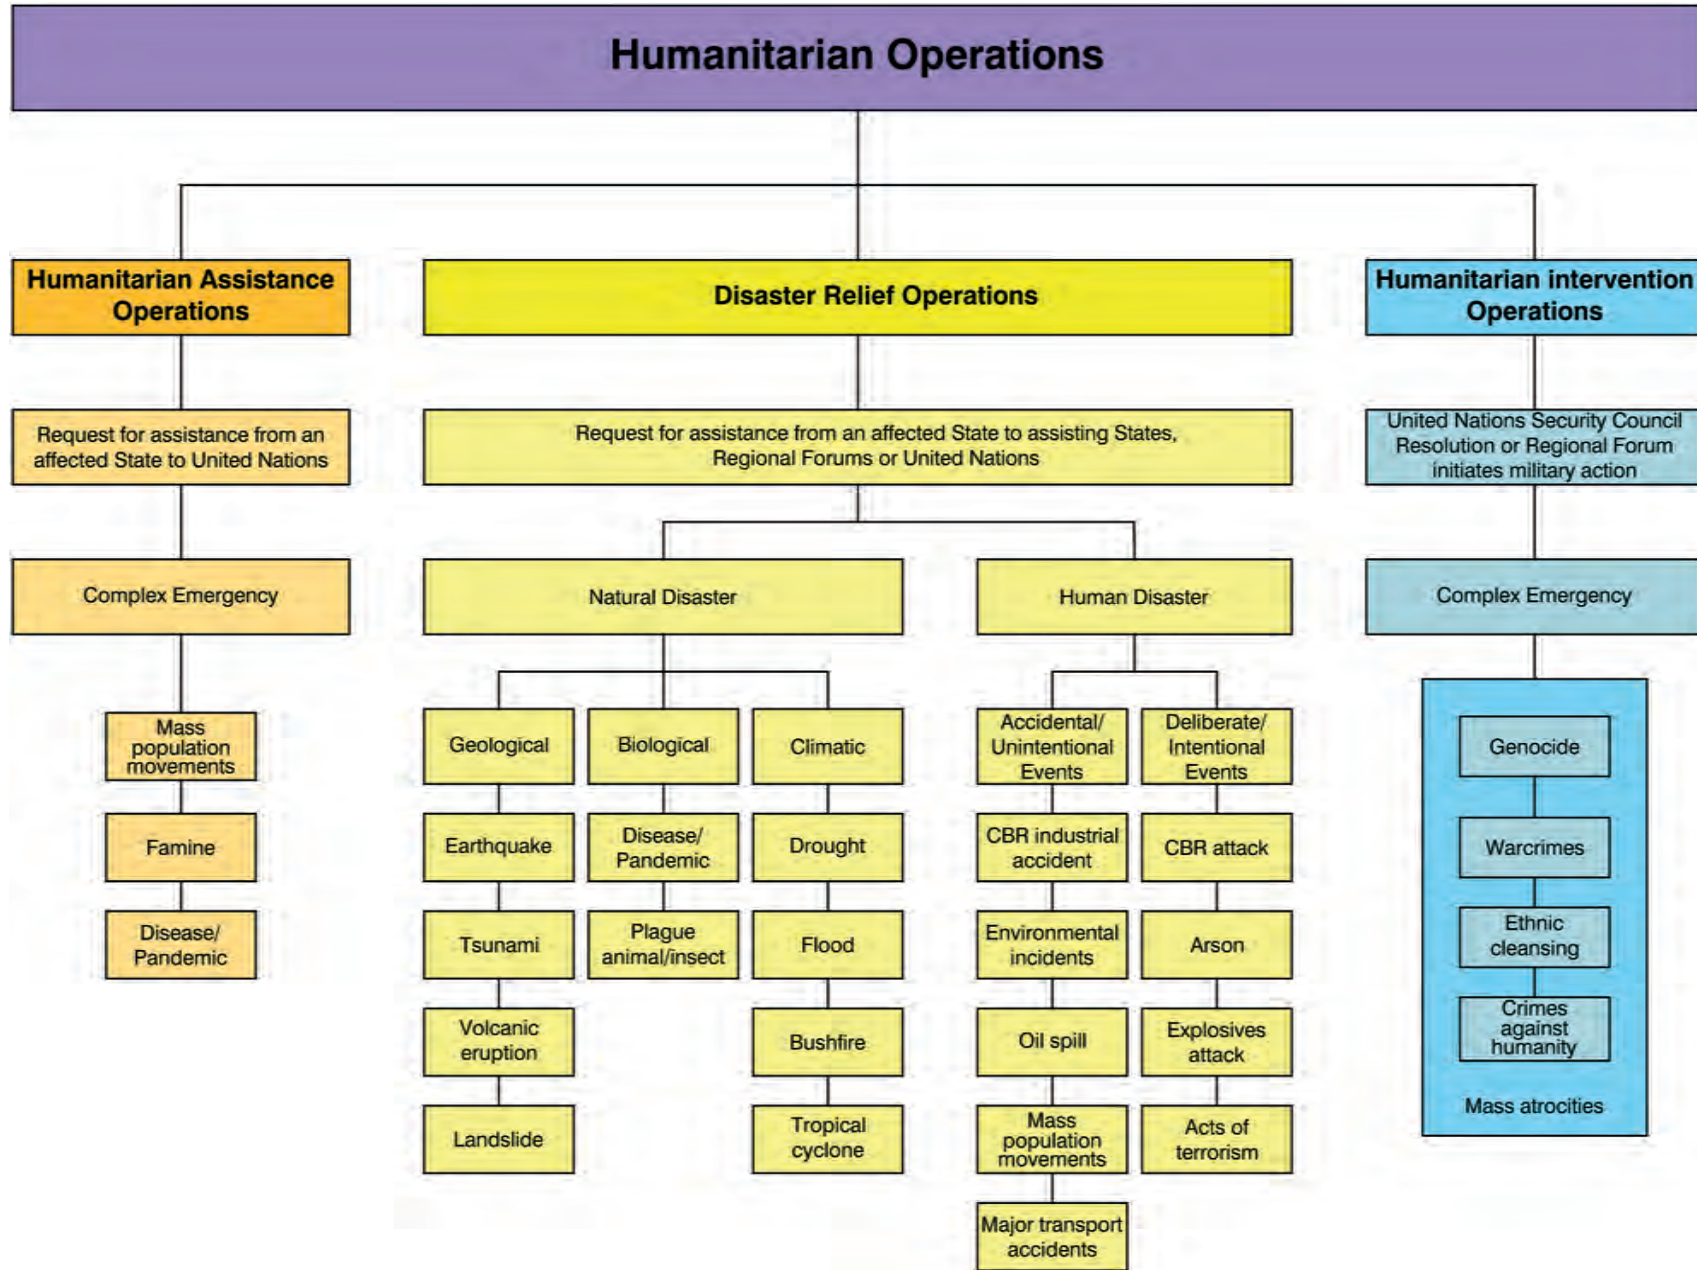 Humanitarian Operations
Humanitarian Assistance
Operations
Disaster Relief Operations
Humanitarian intervention
Operations
Request for assistance from an
affected State to United Nations
Request for assistance from an affected State to assisting States,
Regional Forums or United Nations
United Nations Security Council
Resolution or Regional Forum
initiates military action
Complex Emergency
Natural Disaster
Human Disaster
Complex Emergency
Mass
population
movements
Famine
Disease/
Pandemic
Geological
Earthquake
Tsunami
Volcanic
eruption
Landslide
Biological
Disease/
Pandemic
Plague
animal/insect
Climatic
Drought
Flood
Bushfire
Tropical
cyclone
Accidental/
Unintentional
Events
CBR industrial
accident
Environmental
incidents
Oil spill
Mass
population
movements
Major transport
accidents
Deliberate/
Intentional
Events
CBR attack
Arson
Explosives
attack
Acts of
terrorism
Genocide
Warcrimes
Ethnic
cleansing
Crimes
against
humanity
Mass atrocities